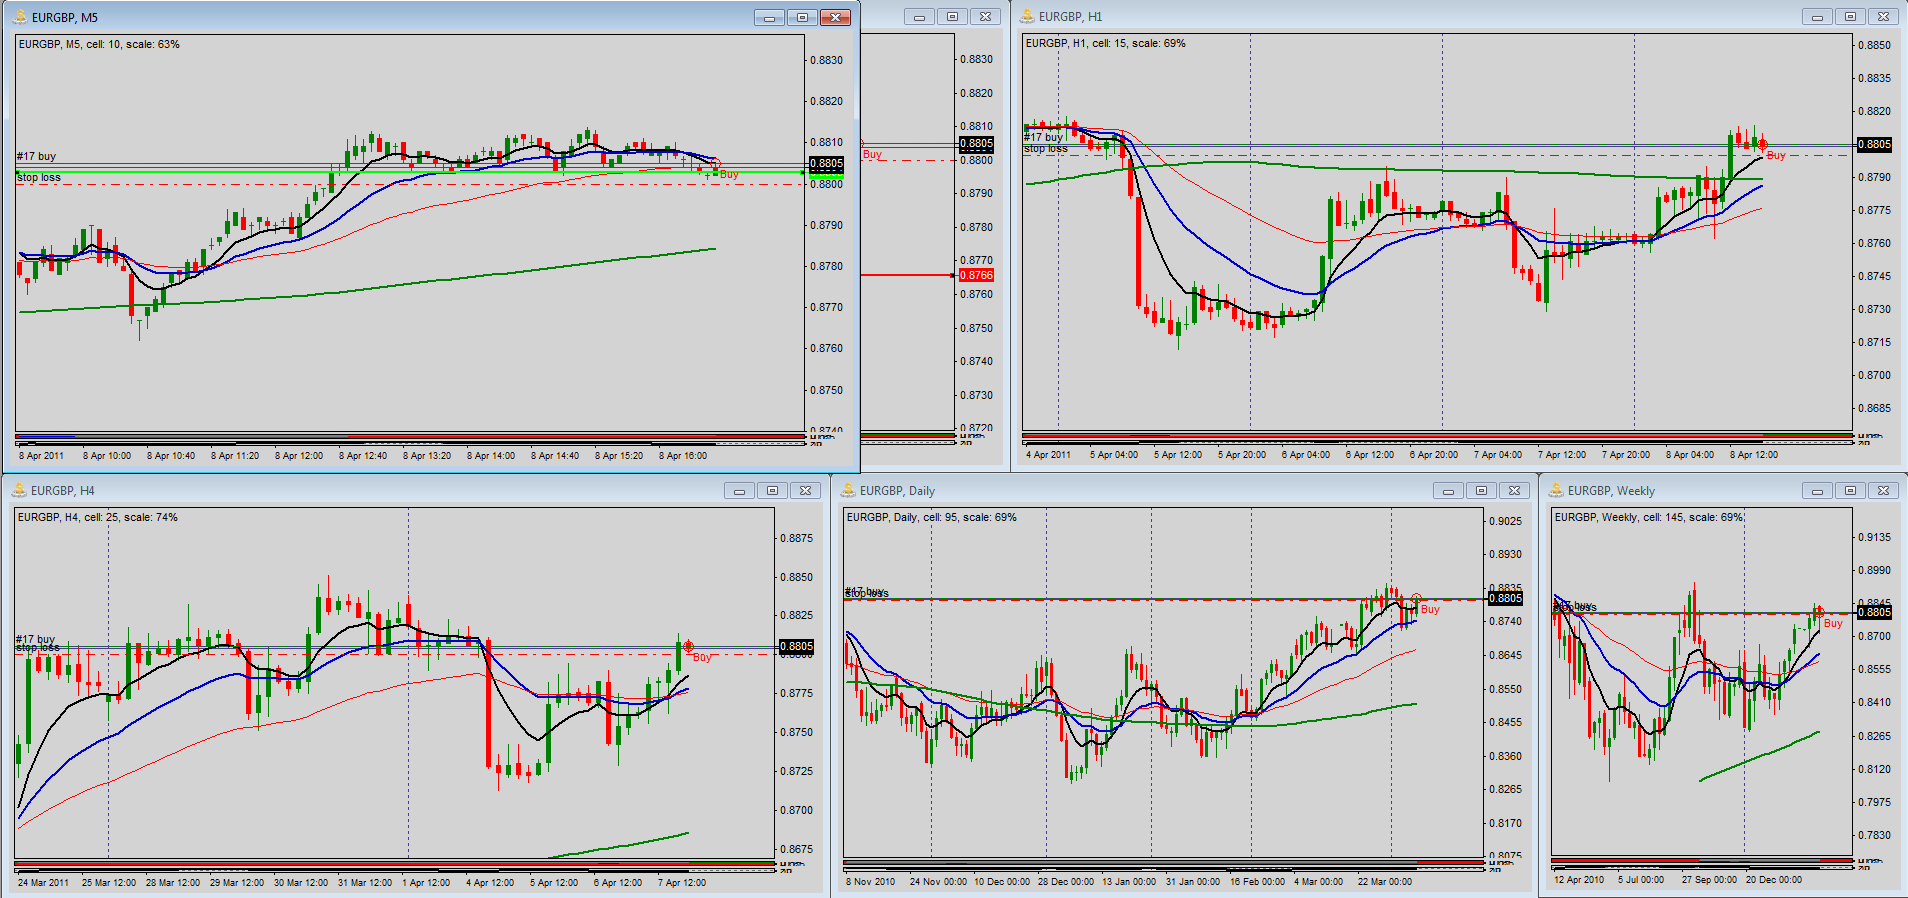 EURGBP, M5
EURGBP, M5, cell: 10, scale: 63%
0.8830
0.8820
0.8810
#17 buy
0.8805
stop loss
Buy
0.8800
0.8790
0.8780
0.8770
0.8760
0.8750
0.8740
8 Apr 2011 8 Apr 10:00 8 Apr 10:40 8 Apr 11:20 8 Apr 12:00 8 Apr 12:40 8 Apr 13:20 8 Apr 14:00 8 Apr 14:40 8 Apr 15:20 8 Apr 16:00
0.8830
0.8820
0.8810
0.8805
Buy
0.8800
0.8790
0.8780
0.8770
0.8766
0.8760
0.8750
0.8740
0.8730
0.8720
EURGBP, H1
EURGBP, H1, cell: 15, scale: 69%
0.8850
0.8835
0.8820
#17 buy
0.8805
stop loss
Buy
0.8790
0.8775
0.8760
0.8745
0.8730
0.8715
0.8700
0.8685
4 Apr 2011 5 Apr 04:00 5 Apr 12:00 5 Apr 20:00 6 Apr 04:00 6 Apr 12:00 6 Apr 20:00 7 Apr 04:00 7 Apr 12:00 7 Apr 20:00 8 Apr 04:00 8 Apr 12:00
EURGBP, H4
EURGBP, H4, cell: 25, scale: 74%
0.8875
0.8850
0.8825
#17 buy
0.8805
stop loss
0.8800
Buy
0.8775
0.8750
0.8725
0.8700
0.8675
24 Mar 2011 25 Mar 12:00 28 Mar 12:00 29 Mar 12:00 30 Mar 12:00 31 Mar 12:00 1 Apr 12:00 4 Apr 12:00 5 Apr 12:00 6 Apr 12:00 7 Apr 12:00
EURGBP, Daily
EURGBP, Daily, cell: 95, scale: 69%
0.9025
0.8930
0.8835
#17 buy
stop loss
0.8805
Buy
0.8740
0.8645
0.8550
0.8455
0.8360
0.8265
0.8170
0.8075
8 Nov 2010 24 Nov 00:00 10 Dec 00:00 28 Dec 00:00 13 Jan 00:00 31 Jan 00:00 16 Feb 00:00 4 Mar 00:00 22 Mar 00:00
EURGBP, Weekly
EURGBP, Weekly, cell: 145, scale: 69%
0.9135
0.8990
0.8845
#17 buy
stop loss
0.8805
Buy
0.8700
0.8555
0.8410
0.8265
0.8120
0.7975
0.7830
12 Apr 2010 5 Jul 00:00 27 Sep 00:00 20 Dec 00:00